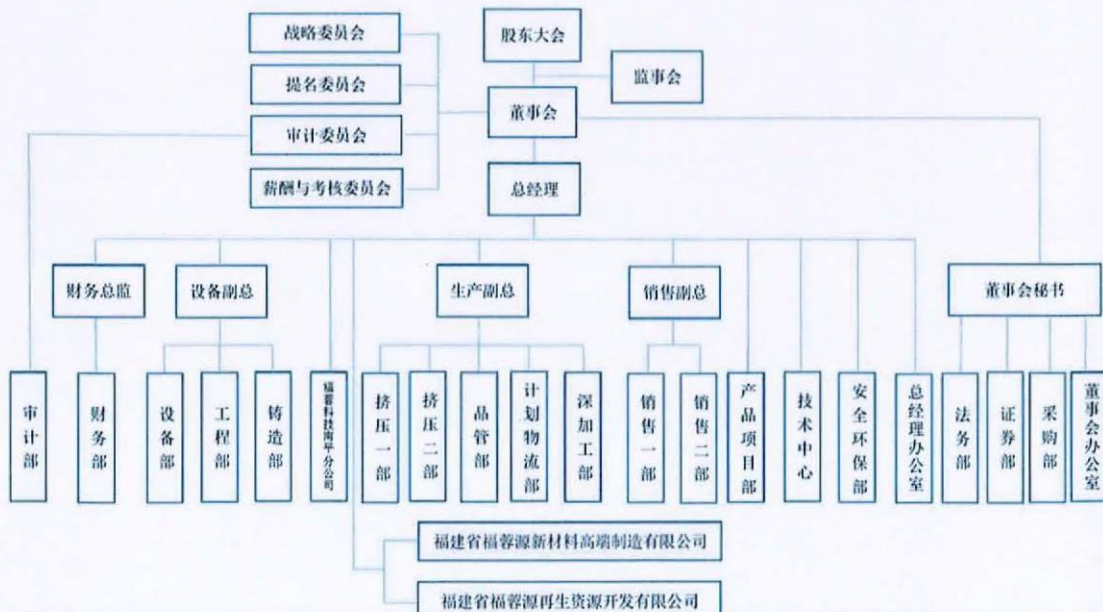 战略委员会
股东大会
提名委员会
监事会
董事会
审计委员会
薪酬与考核委员会
总经理
财务总监
设备副总
生产副总
销售副总
董事会秘书
审计部
财务部
设备部
工程部
铸造部
福蓉科技南平分公司
挤压一部
挤压二部
品管部
计划物流部
深加工部
销售一部
销售二部
产品项目部
技术中心
安全环保部
总经理办公室
法务部
证券部
采购部
董事会办公室
福建省福蓉源新材料高端制造有限公司
福建省福蓉源再生资源开发有限公司